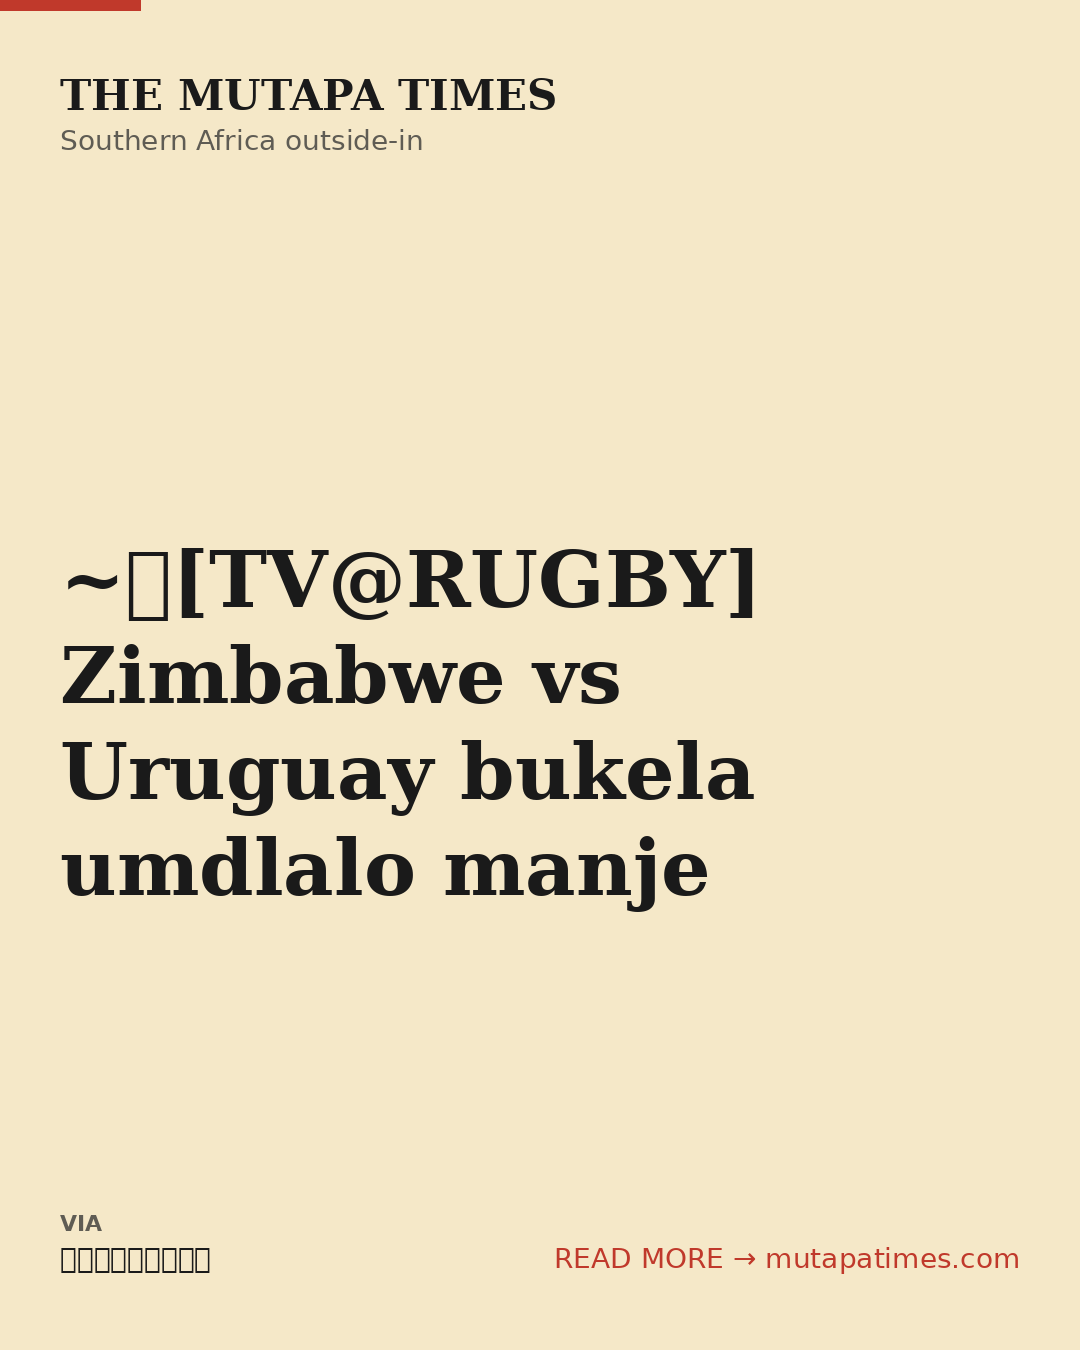 THE MUTAPA TIMES
Southern Africa outside-in
~[TV@RUGBY]
Zimbabwe vs
Uruguay bukela
umdlalo manje
VIA
READ MORE → mutapatimes.com